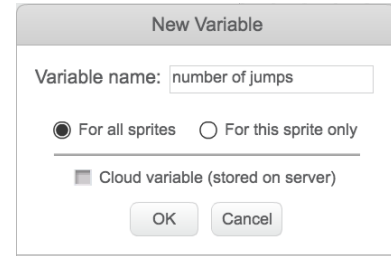 New Variable
Variable name: number of jumps
For all sprites For this sprite only
Cloud variable (stored on server)
OK Cancel